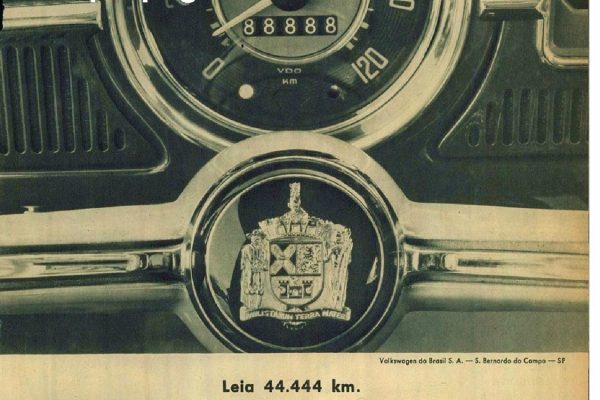 88888
0
120
VDO
KM
PAULISTARUM TERRA MATER
Volkswagen do Brasil S. A. — S. Bernardo do Campo — SP
Leia 44.444 km.